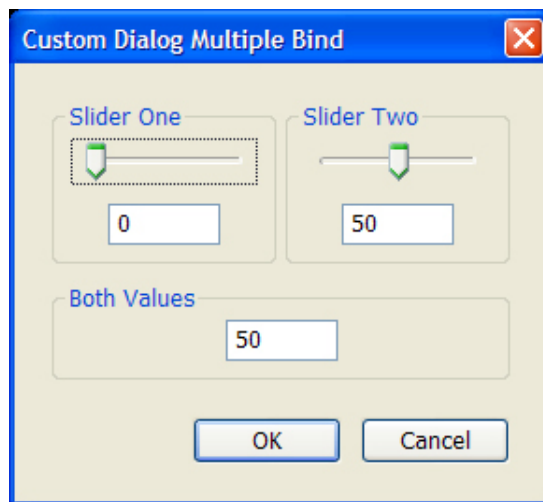 Custom Dialog Multiple Bind
Slider One
Slider Two
0
50
Both Values
50
OK
Cancel